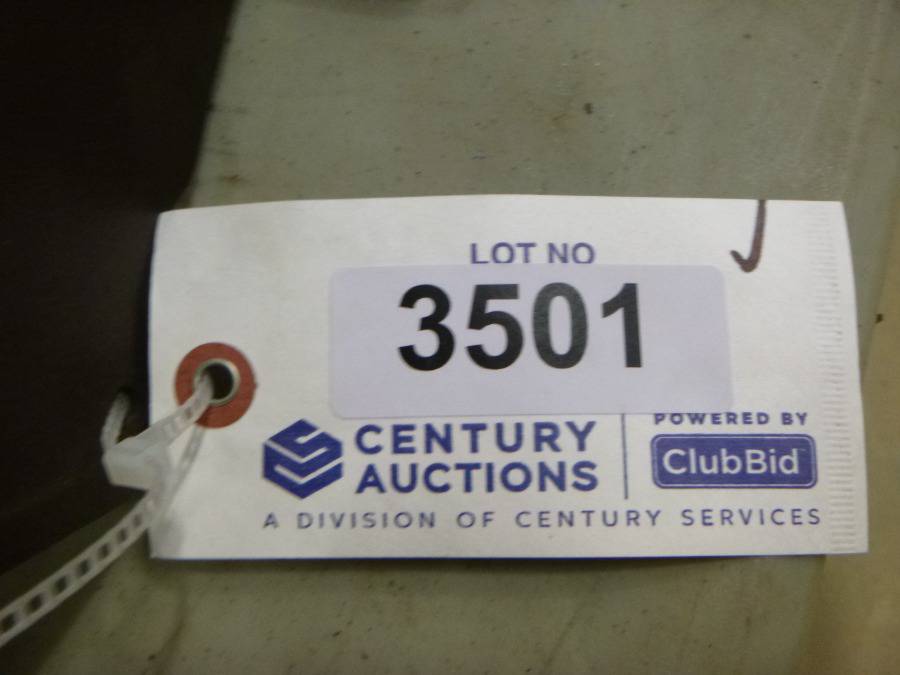 LOT NO
3501
CENTURY
AUCTIONS
POWERED BY
ClubBid
A DIVISION OF CENTURY SERVICES